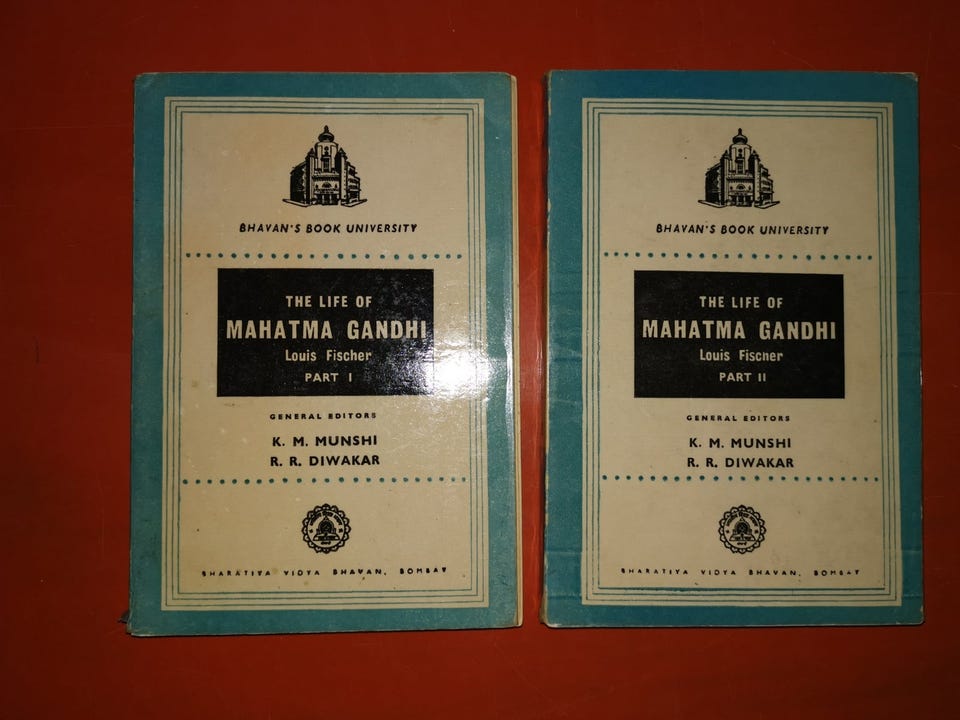 BHAVAN'S BOOK UNIVERSITY
THE LIFE OF
MAHATMA GANDHI
Louis Fischer
PART I
GENERAL EDITORS
K. M. MUNSHI
R. R. DIWAKAR
BHARATIYA VIDYA BHAVAN, BOMBAY
BHAVAN'S BOOK UNIVERSITY
THE LIFE OF
MAHATMA GANDHI
Louis Fischer
PART II
GENERAL EDITORS
K. M. MUNSHI
R. R. DIWAKAR
BHARATIYA VIDYA BHAVAN, BOMBAY